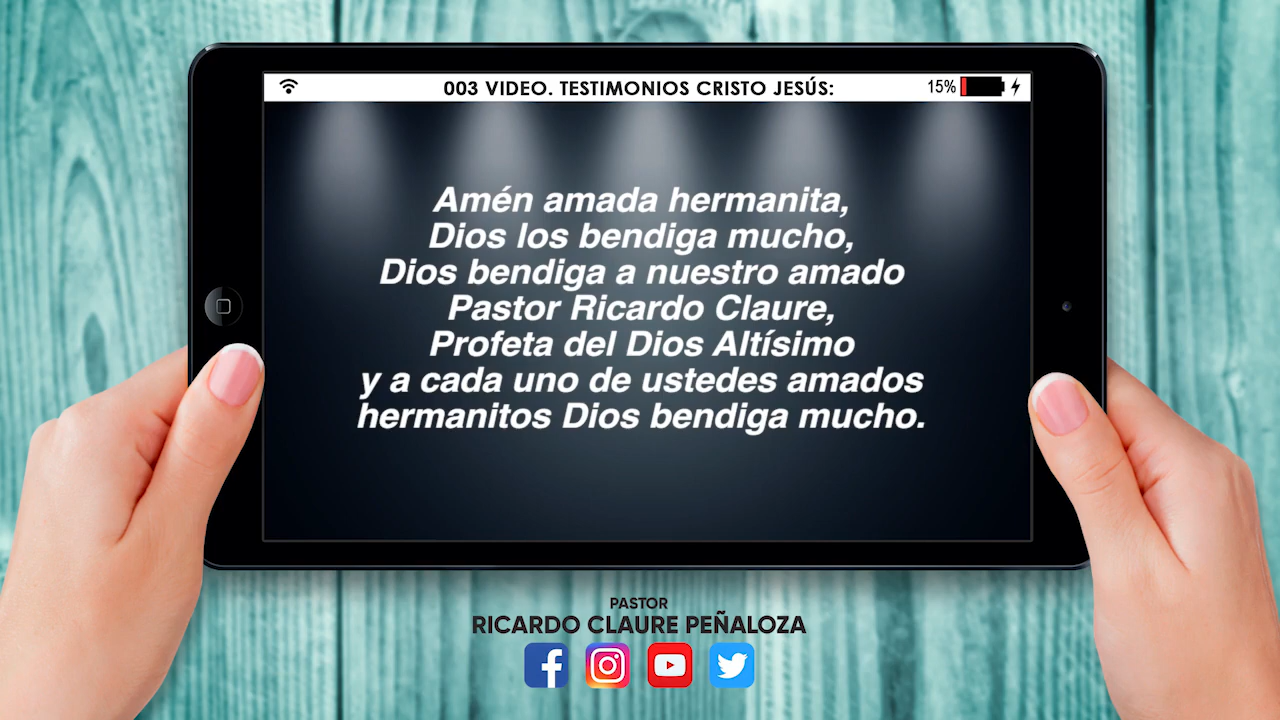 003 VIDEO. TESTIMONIOS CRISTO JESÚS:
15%
Amén amada hermanita,
Dios los bendiga mucho,
Dios bendiga a nuestro amado
Pastor Ricardo Claure,
Profeta del Dios Altísimo
y a cada uno de ustedes amados
hermanitos Dios bendiga mucho.
PASTOR
RICARDO CLAURE PEÑALOZA